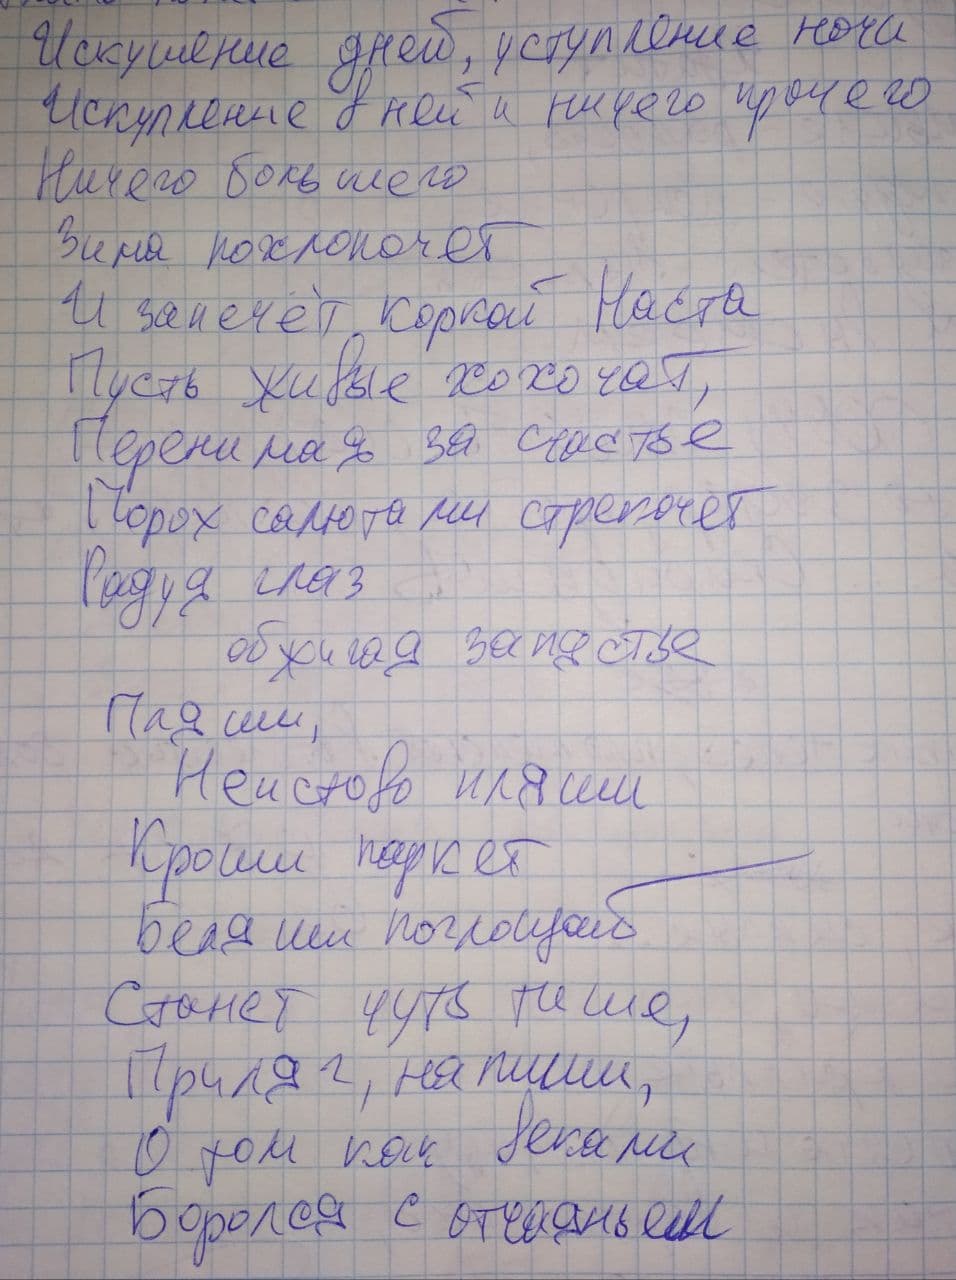 Искушение дней, уступление ночи
Искупление в ней и ничего прочего
Ничего большего
Зима похлопочет
И запечёт коркой Наста
Пусть живые хохочат,
Перенимая за счастье
Порох салютами стрекочет
Радуя глаз
обжигая запястье
Пляши,
Неистово пляши
Кроши паркет
Беляши поглощай
Станет чуть тише,
Приляг, напиши,
О том как веками
Боролся с отчаяньем